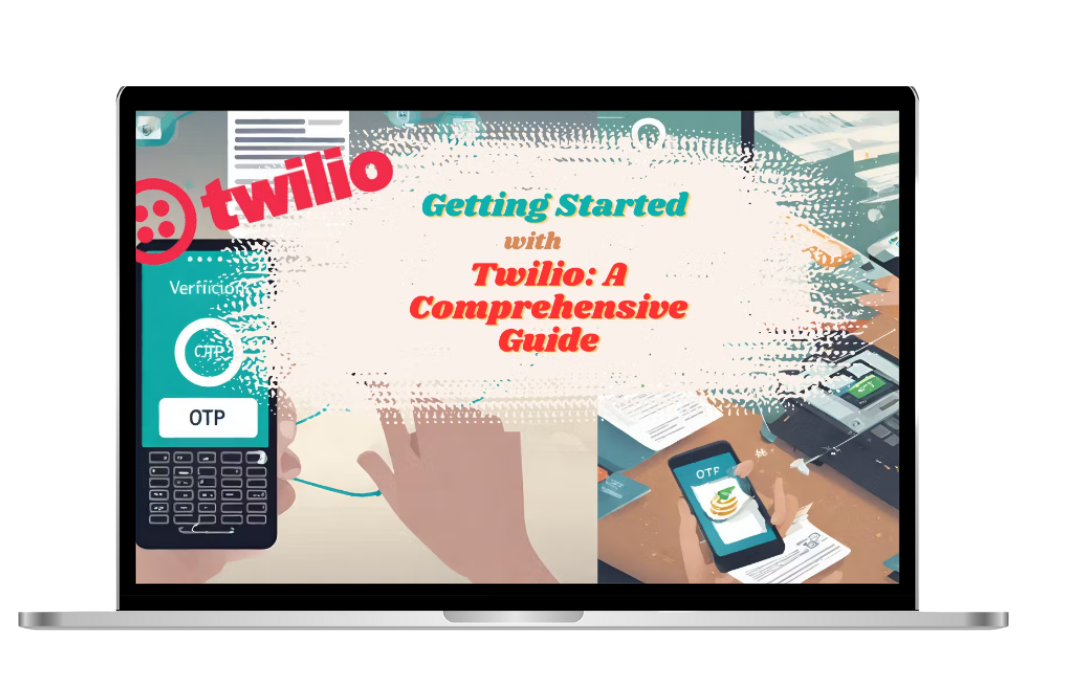 twilio
Getting Started
with
Twilio: A
Comprehensive
Guide
OTP
OTP